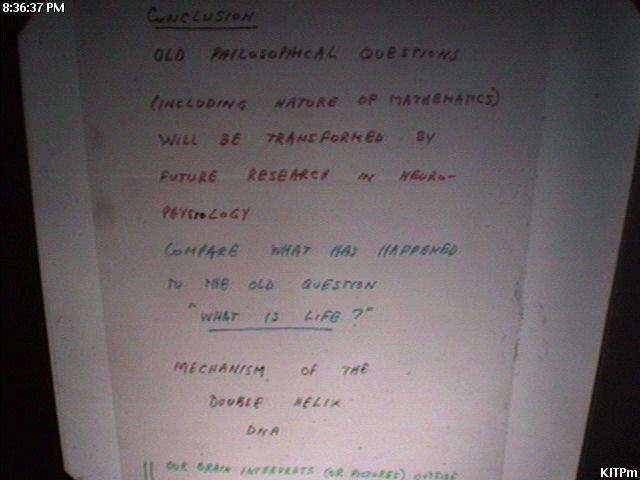 8:36:37 PM
CONCLUSION
OLD PHILOSOPHICAL QUESTIONS
(INCLUDING NATURE OF MATHEMATICS)
WILL BE TRANSFORMED BY
FUTURE RESEARCH IN NEURO-
PHYSIOLOGY
COMPARE WHAT HAS HAPPENED
TO THE OLD QUESTION
"WHAT IS LIFE?"
MECHANISM OF THE
DOUBLE HELIX
DNA
OUR BRAIN INTERPRETS (OR PICTURES) OUTSIDE
KITPm